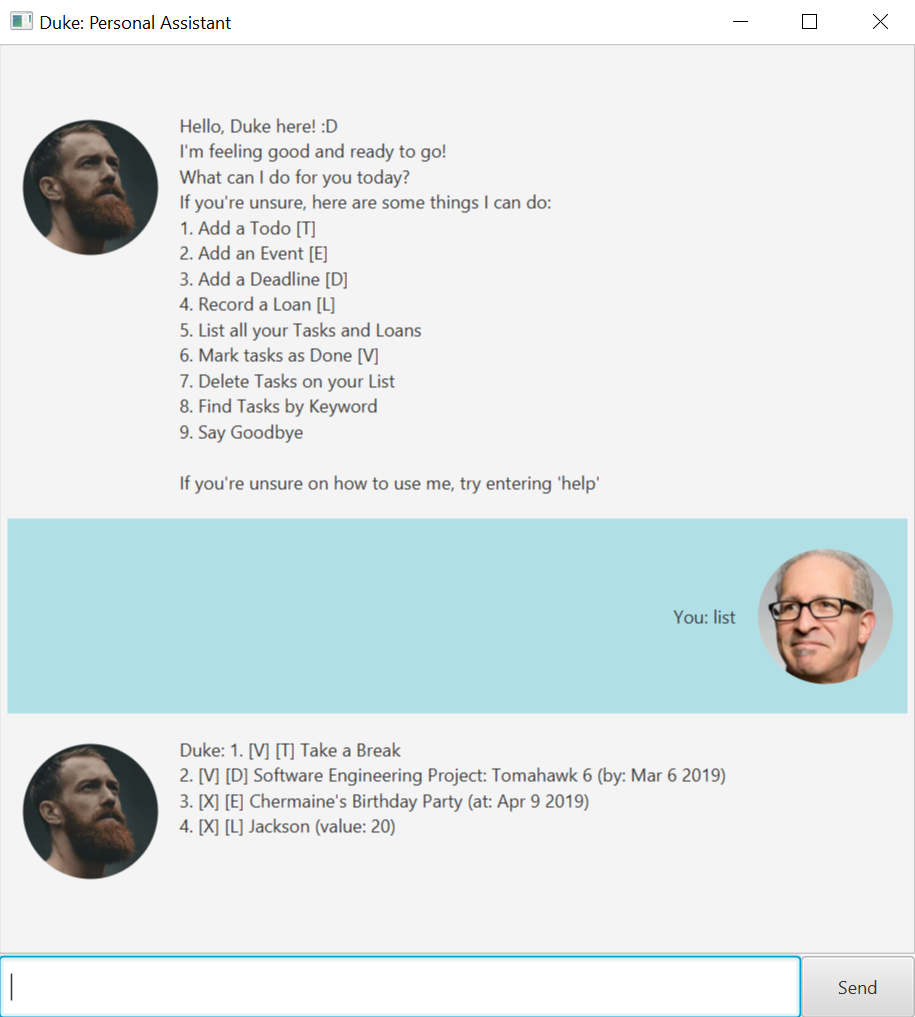 Duke: Personal Assistant
Hello, Duke here! :D
I'm feeling good and ready to go!
What can I do for you today?
If you're unsure, here are some things I can do:
1. Add a Todo [T]
2. Add an Event [E]
3. Add a Deadline [D]
4. Record a Loan [L]
5. List all your Tasks and Loans
6. Mark tasks as Done [V]
7. Delete Tasks on your List
8. Find Tasks by Keyword
9. Say Goodbye
If you're unsure on how to use me, try entering 'help'
You: list
Duke: 1. [V] [T] Take a Break
2. [V] [D] Software Engineering Project: Tomahawk 6 (by: Mar 6 2019)
3. [X] [E] Chermaine's Birthday Party (at: Apr 9 2019)
4. [X] [L] Jackson (value: 20)
Send